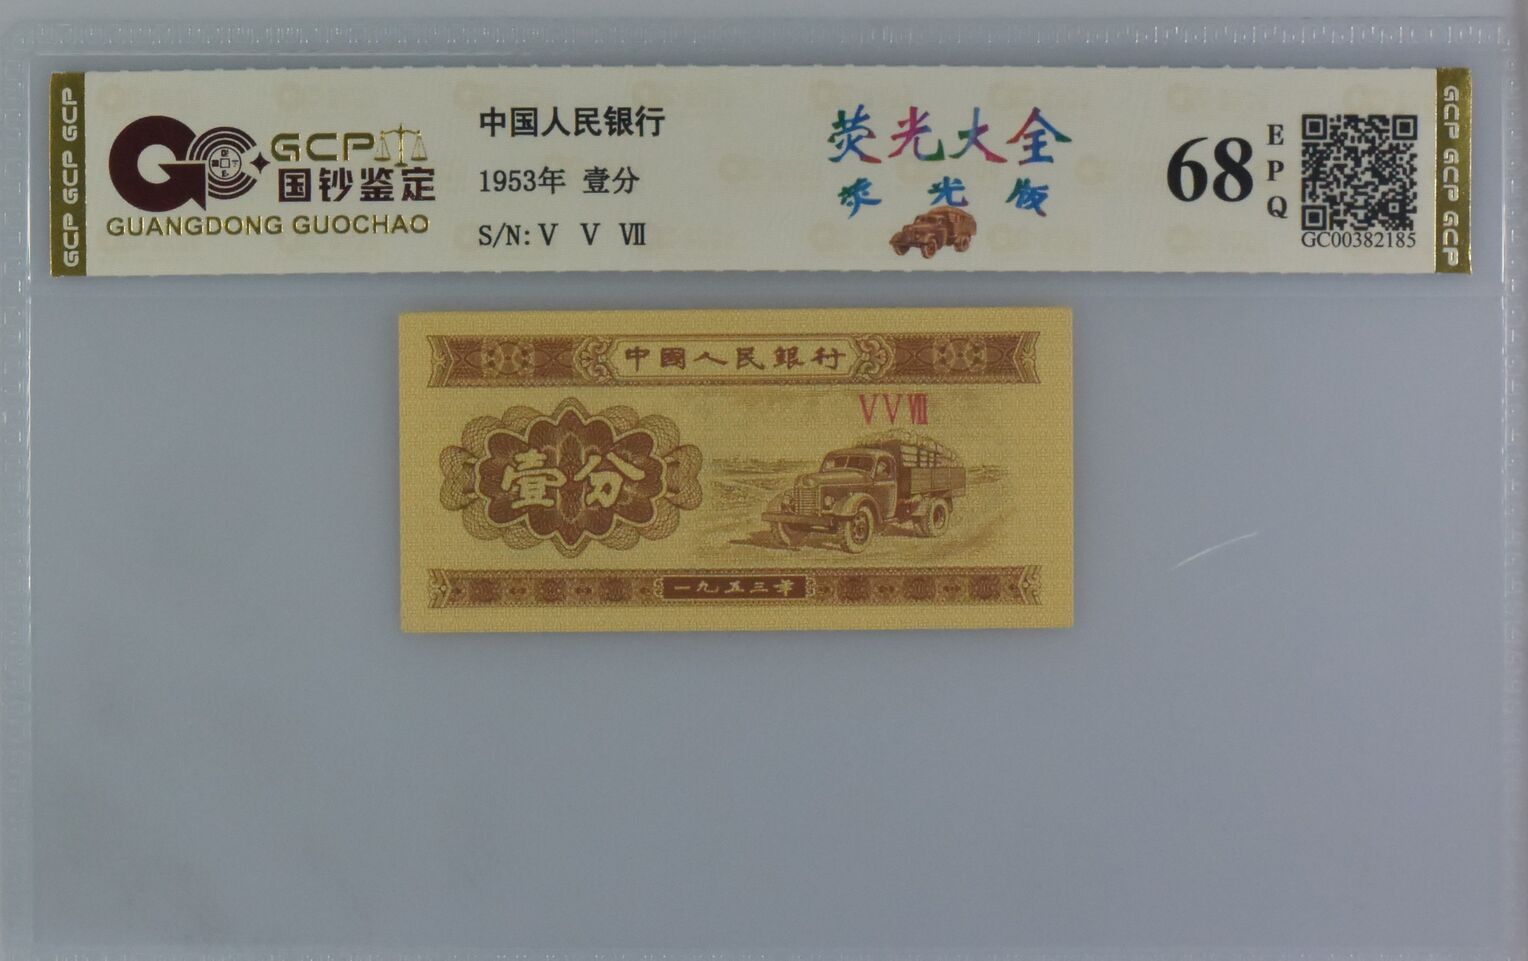 GCP GCP GCP
GCP
国钞鉴定
GUANGDONG GUOCHAO
中国人民银行
1953年 壹分
S/N: Ⅴ Ⅴ Ⅶ
荧光大全
荧光版
68
EPQ
GC00382185
GCP GCP GCP
中國人民銀行
ⅤⅤⅦ
壹分
一九五三年